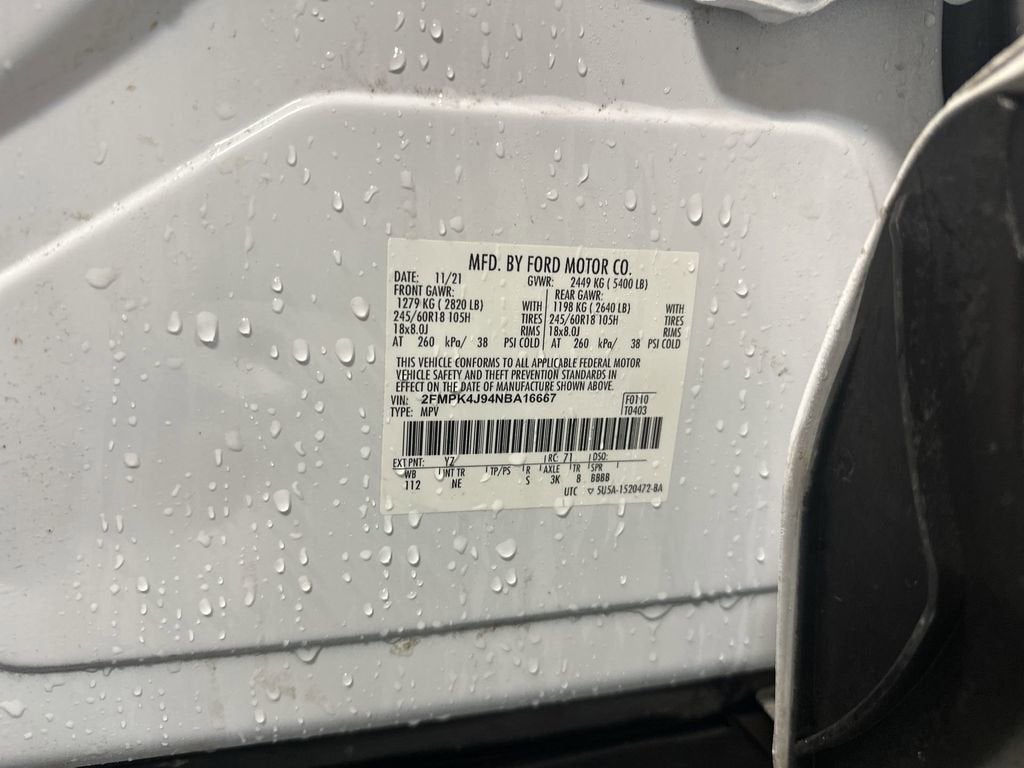 MFD. BY FORD MOTOR CO.
DATE: 11/21 GVWR: 2449 KG ( 5400 LB)
FRONT GAWR: REAR GAWR:
1279 KG ( 2820 LB) WITH 1198 KG ( 2640 LB) WITH
245/60R18 105H TIRES 245/60R18 105H TIRES
18x8.0J RIMS 18x8.0J RIMS
AT 260 kPa/ 38 PSI COLD AT 260 kPa/ 38 PSI COLD
THIS VEHICLE CONFORMS TO ALL APPLICABLE FEDERAL MOTOR
VEHICLE SAFETY AND THEFT PREVENTION STANDARDS IN
EFFECT ON THE DATE OF MANUFACTURE SHOWN ABOVE.
VIN: 2FMPK4J94NBA16667 F0110
TYPE: MPV T0403
EXT PNT: YZ RC: 71 DSO:
WB INT TR TP/PS R AXLE TR SPR
112 NE S 3K B BBBB
UTC ▽ 5U5A-1520472-BA